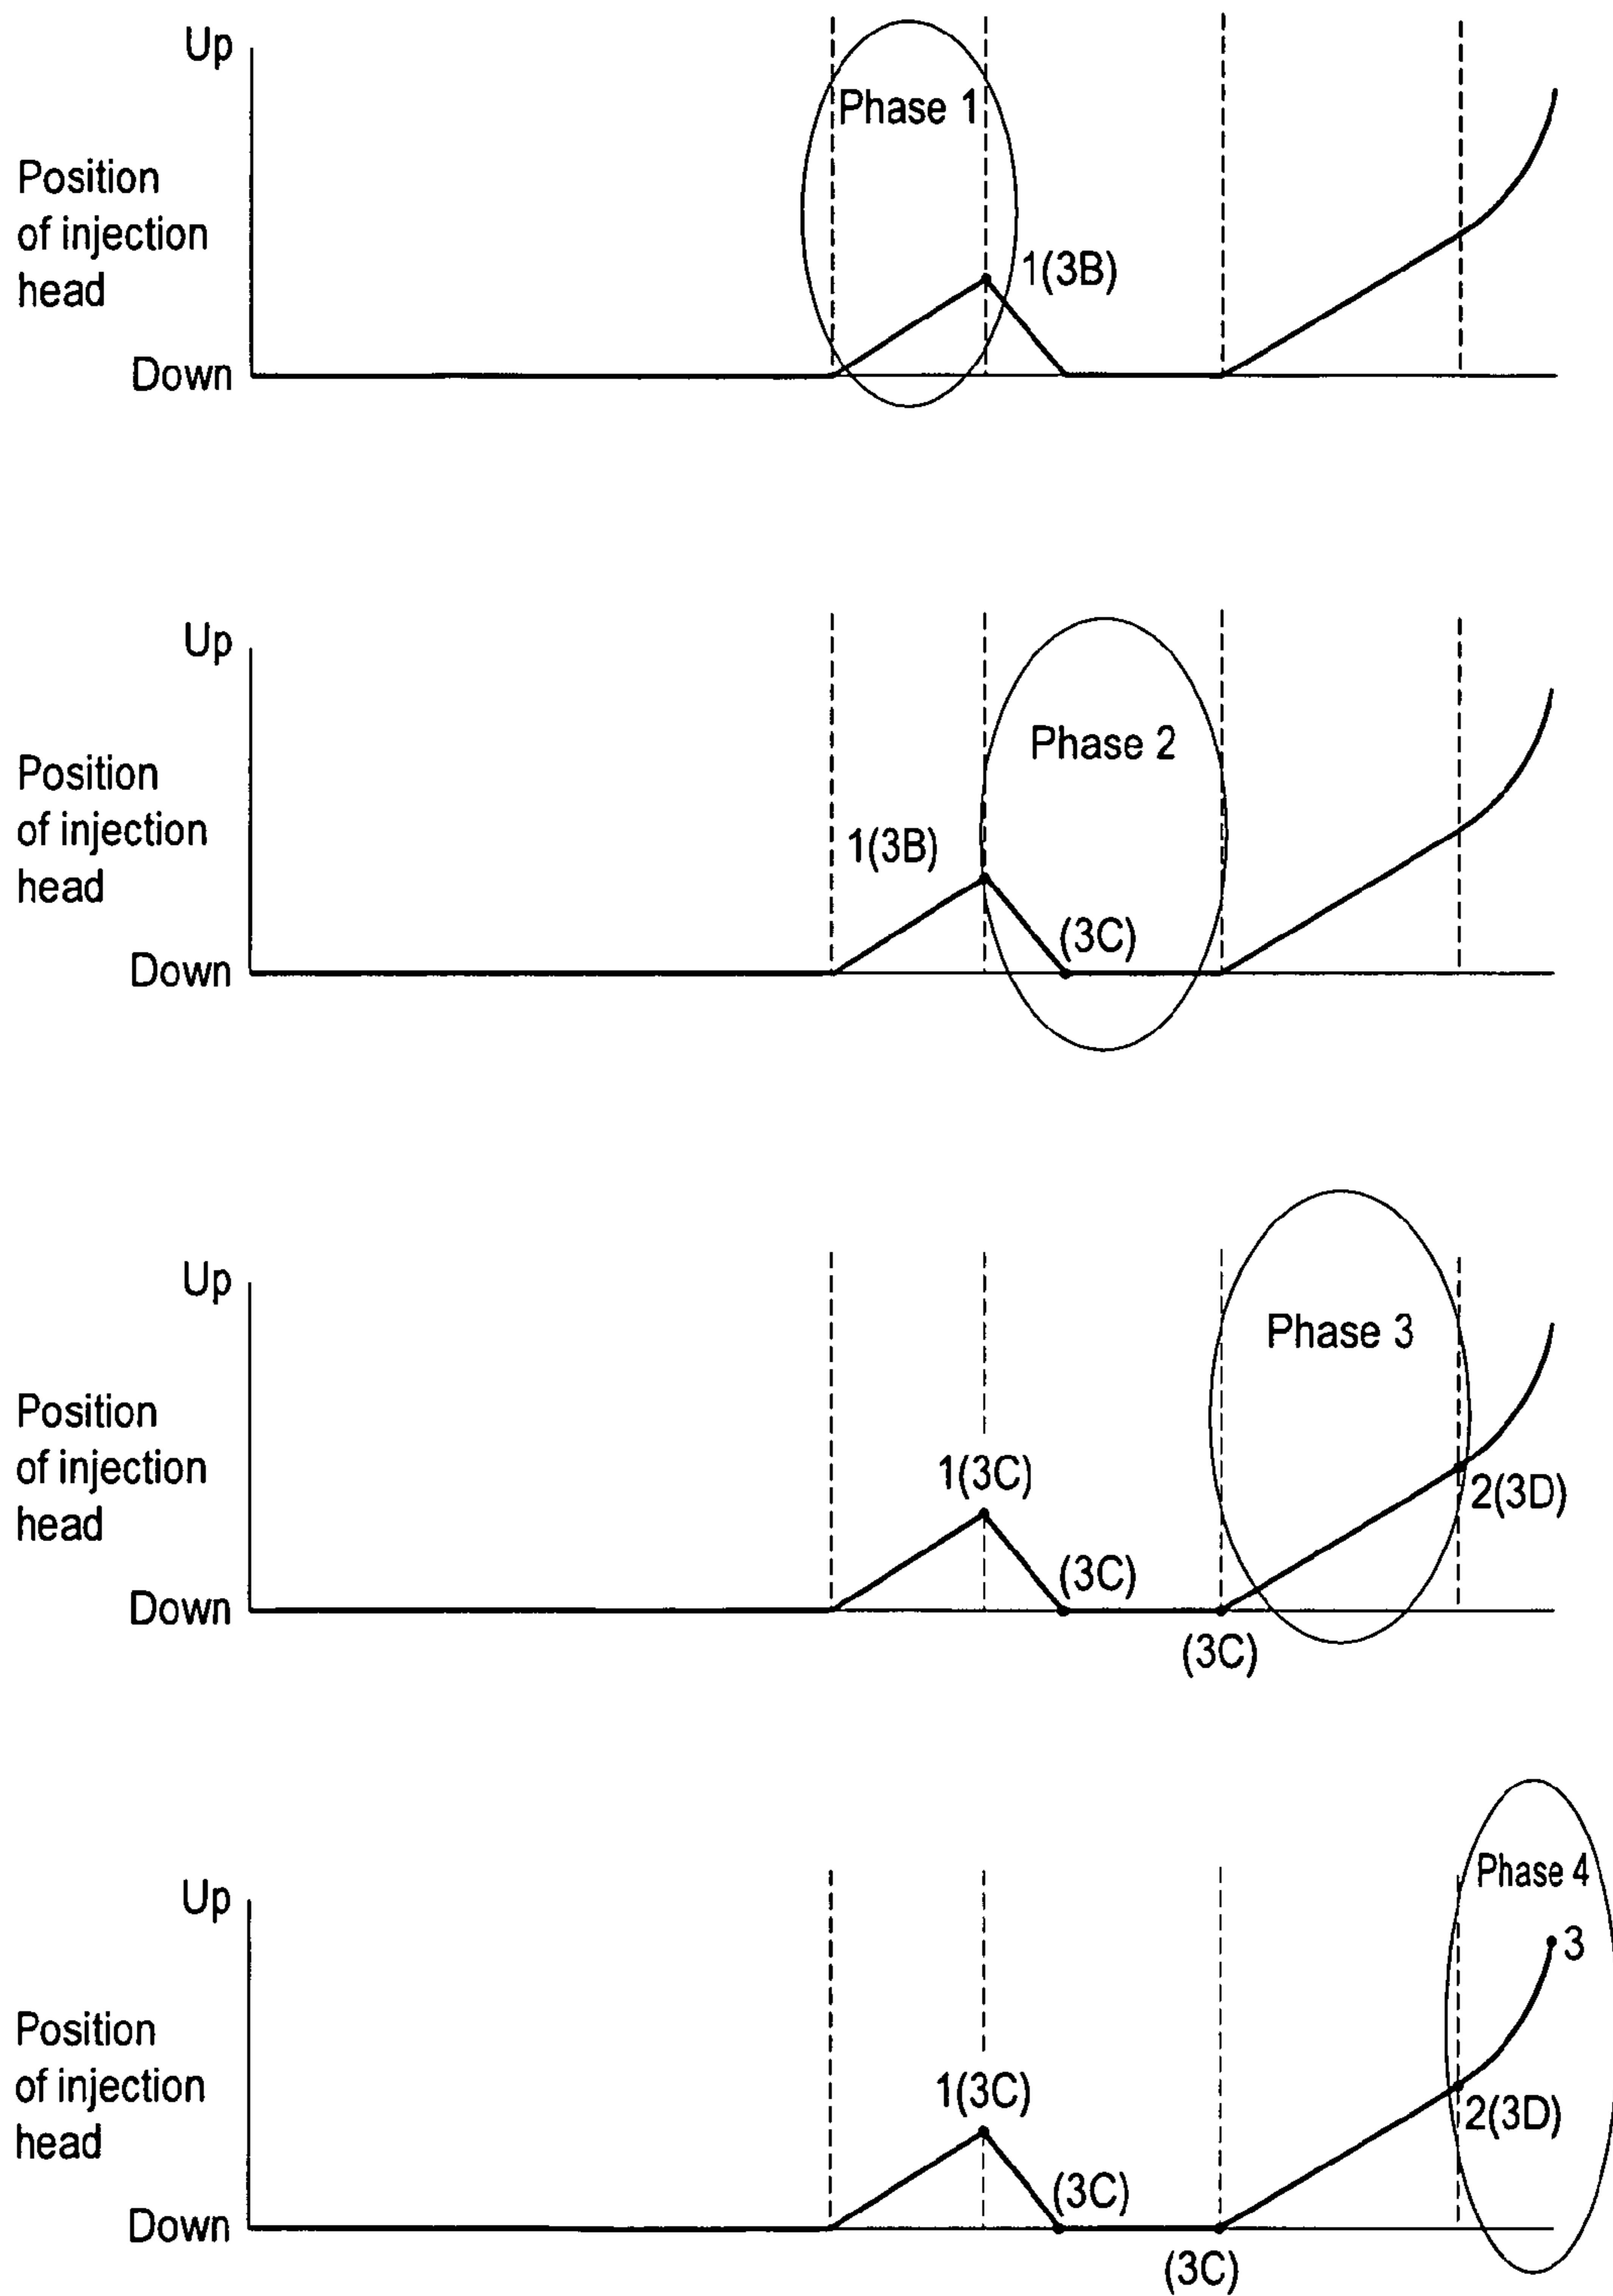 Up
Phase 1
Position
of injection
head
1(3B)
Down
Up
Phase 2
Position
of injection
head
1(3B)
(3C)
Down
Up
Phase 3
Position
of injection
head
1(3C)
2(3D)
(3C)
Down
(3C)
Up
Phase 4
3
Position
of injection
head
1(3C)
2(3D)
(3C)
Down
(3C)